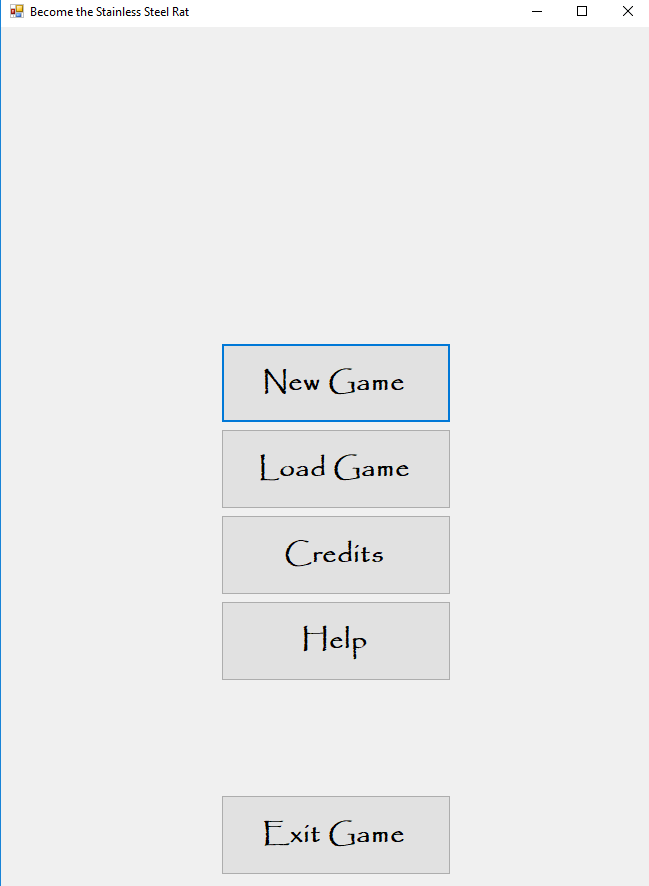 Become the Stainless Steel Rat
New Game
Load Game
Credits
Help
Exit Game